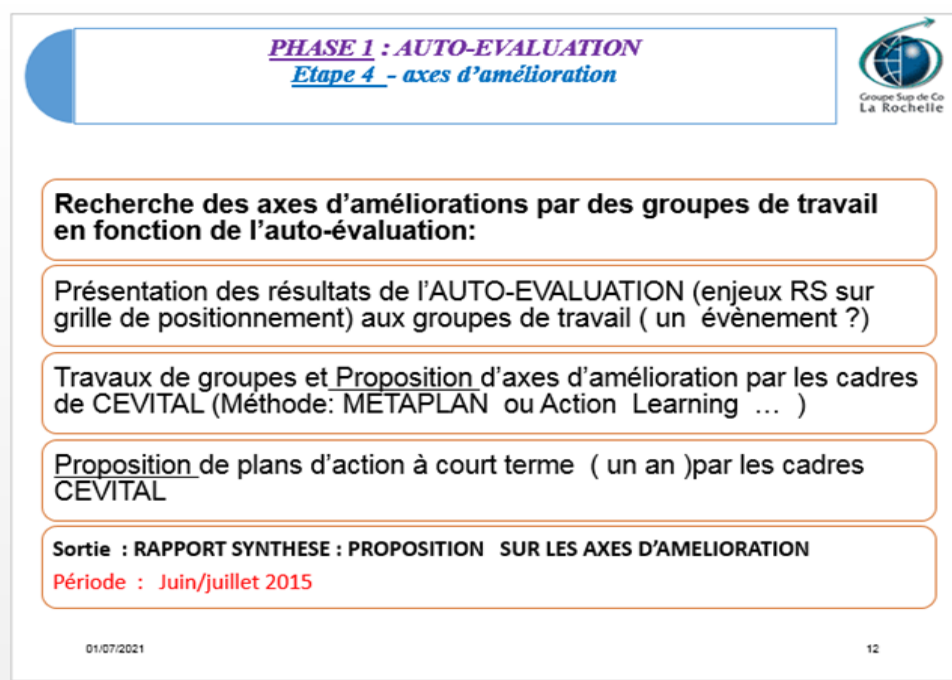 PHASE 1 : AUTO-EVALUATION
Etape 4 - axes d’amélioration
Groupe Sup de Co
La Rochelle
Recherche des axes d’améliorations par des groupes de travail
en fonction de l’auto-évaluation:
Présentation des résultats de l’AUTO-EVALUATION (enjeux RS sur
grille de positionnement) aux groupes de travail ( un évènement ?)
Travaux de groupes et Proposition d’axes d’amélioration par les cadres
de CEVITAL (Méthode: METAPLAN ou Action Learning … )
Proposition de plans d’action à court terme ( un an )par les cadres
CEVITAL
Sortie : RAPPORT SYNTHESE : PROPOSITION SUR LES AXES D’AMELIORATION
Période : Juin/juillet 2015
01/07/2021
12